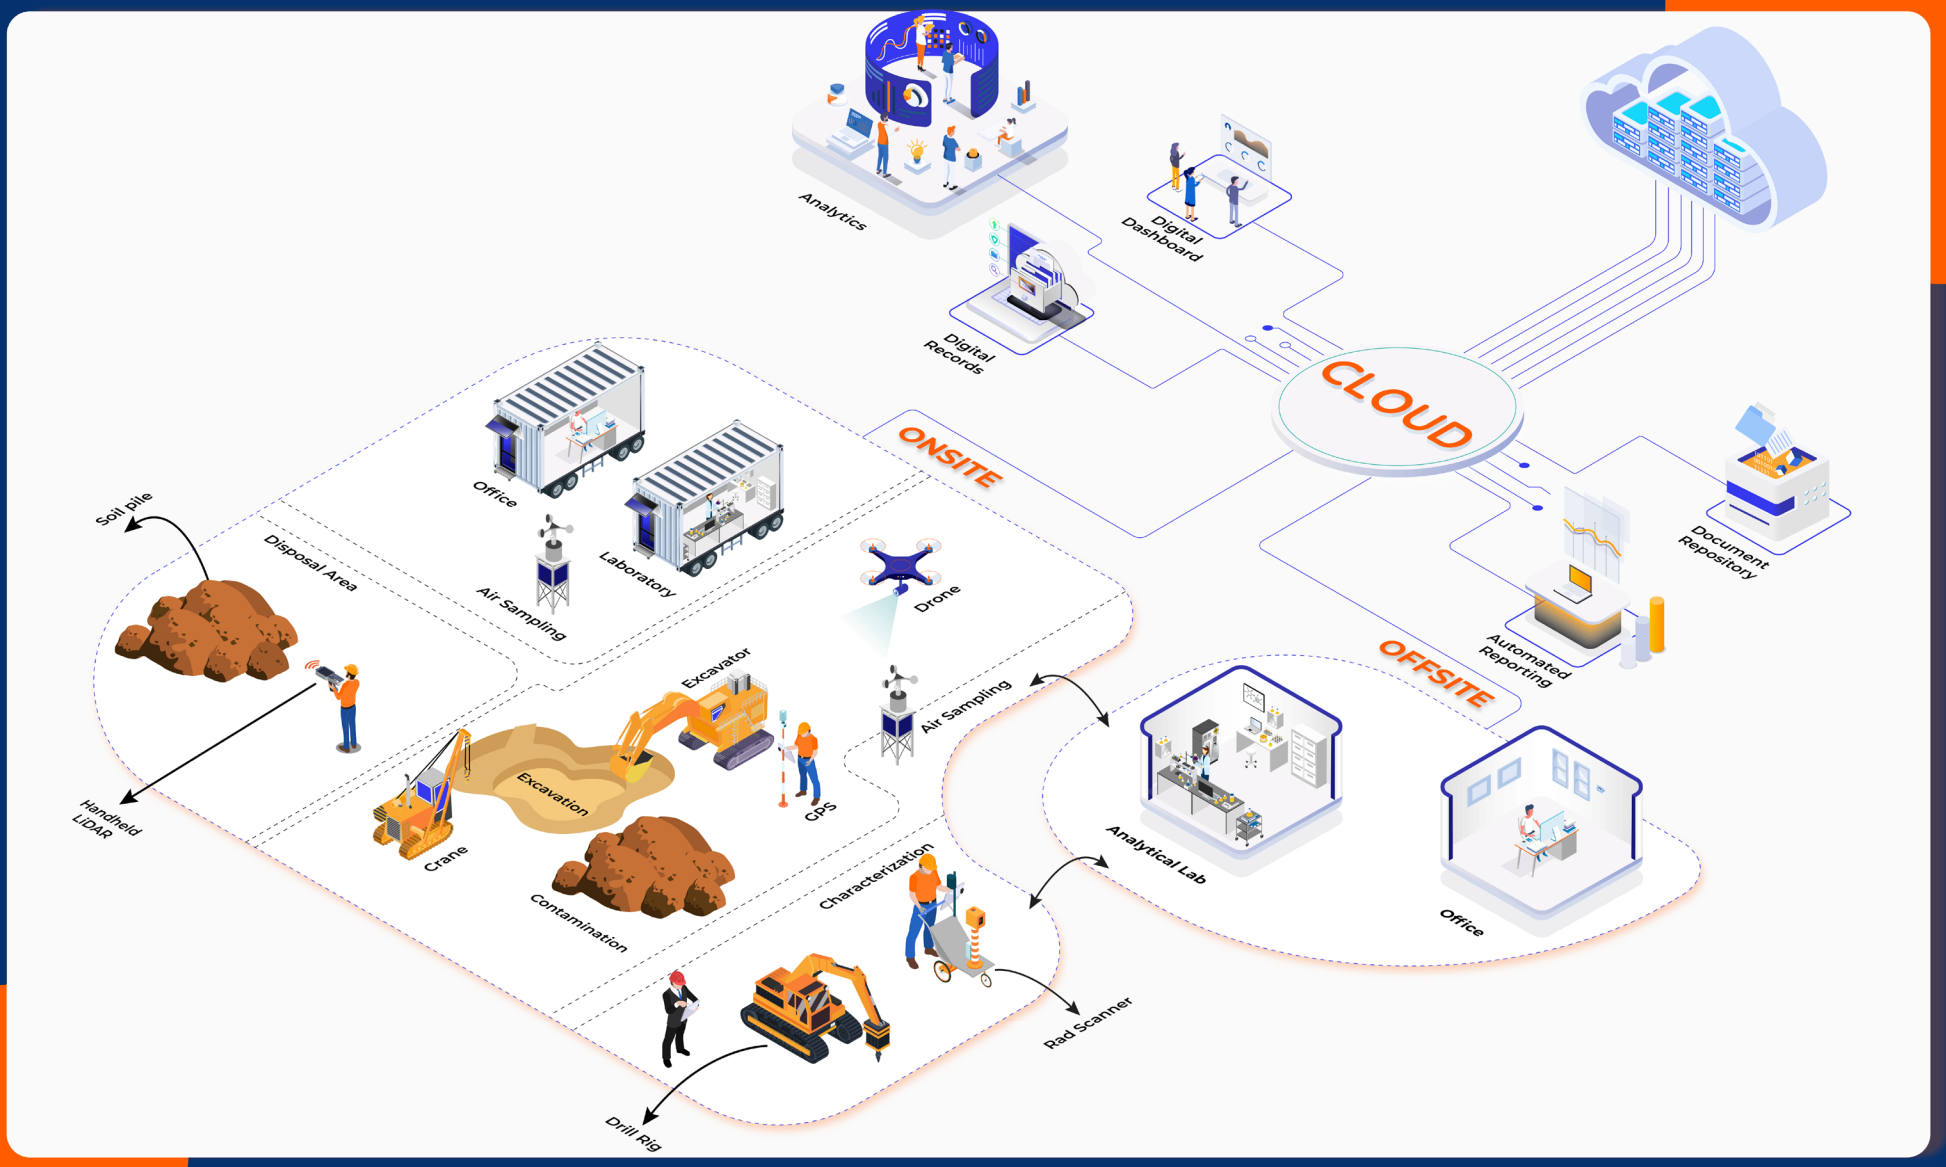 Analytics
Digital
Dashboard
Digital
Records
CLOUD
ONSITE
Office
Soil pile
Disposal Area
Laboratory
Air Sampling
Drone
Document
Repository
Automated
Reporting
OFFSITE
Excavator
Air Sampling
Excavation
GPS
Handheld
LiDAR
Crane
Characterization
Contamination
Analytical Lab
Office
Rad Scanner
Drill Rig